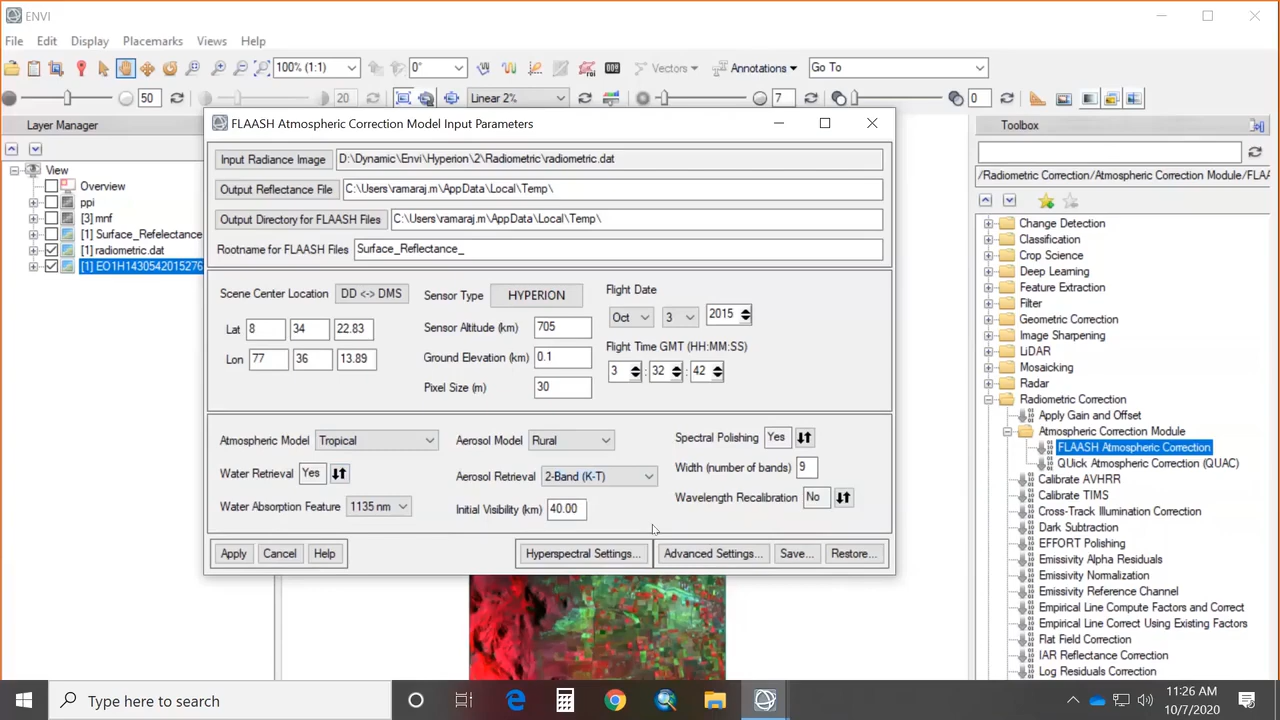 ENVI
File Edit Display Placemarks Views Help
100% (1:1) 0° Vectors Annotations Go To
50 20 Linear 2% 7 0
Layer Manager
View
Overview
ppi
[3] mnf
[1] Surface_Refelectance
[1] radiometric.dat
[1] EO1H1430542015276
FLAASH Atmospheric Correction Model Input Parameters
Input Radiance Image D:\Dynamic\Envi\Hyperion\2\Radiometric\radiometric.dat
Output Reflectance File C:\Users\ramaraj.m\AppData\Local\Temp\
Output Directory for FLAASH Files C:\Users\ramaraj.m\AppData\Local\Temp\
Rootname for FLAASH Files Surface_Reflectance_
Scene Center Location DD <-> DMS
Lat 8 34 22.83
Lon 77 36 13.89
Sensor Type HYPERION
Sensor Altitude (km) 705
Ground Elevation (km) 0.1
Pixel Size (m) 30
Flight Date
Oct 3 2015
Flight Time GMT (HH:MM:SS)
3 : 32 : 42
Atmospheric Model Tropical
Water Retrieval Yes
Water Absorption Feature 1135 nm
Aerosol Model Rural
Aerosol Retrieval 2-Band (K-T)
Initial Visibility (km) 40.00
Spectral Polishing Yes
Width (number of bands) 9
Wavelength Recalibration No
Apply Cancel Help Hyperspectral Settings... Advanced Settings... Save... Restore...
Toolbox
/Radiometric Correction/Atmospheric Correction Module/FLAA
Change Detection
Classification
Crop Science
Deep Learning
Feature Extraction
Filter
Geometric Correction
Image Sharpening
LiDAR
Mosaicking
Radar
Radiometric Correction
Apply Gain and Offset
Atmospheric Correction Module
FLAASH Atmospheric Correction
QUick Atmospheric Correction (QUAC)
Calibrate AVHRR
Calibrate TIMS
Cross-Track Illumination Correction
Dark Subtraction
EFFORT Polishing
Emissivity Alpha Residuals
Emissivity Normalization
Emissivity Reference Channel
Empirical Line Compute Factors and Correct
Empirical Line Correct Using Existing Factors
Flat Field Correction
IAR Reflectance Correction
Log Residuals Correction
Type here to search
11:26 AM
10/7/2020